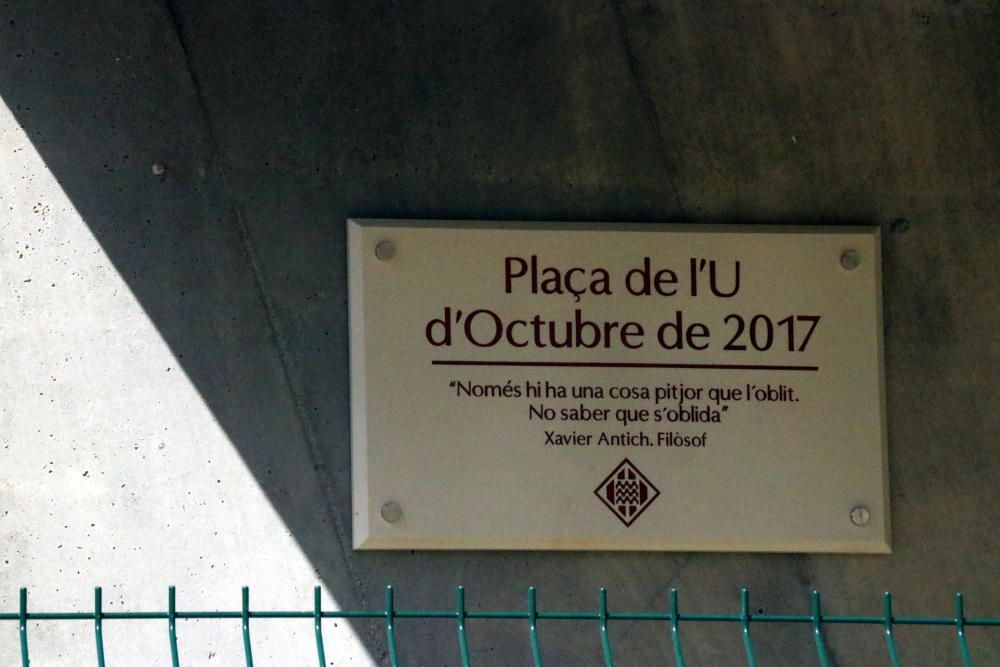 Plaça de l'U
d'Octubre de 2017
"Només hi ha una cosa pitjor que l´oblit.
No saber que s´oblida"
Xavier Antich. Filòsof